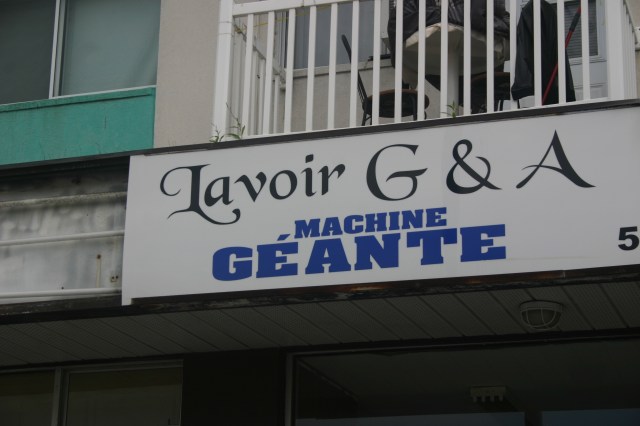 Lavoir G & A
MACHINE
GÉANTE
5